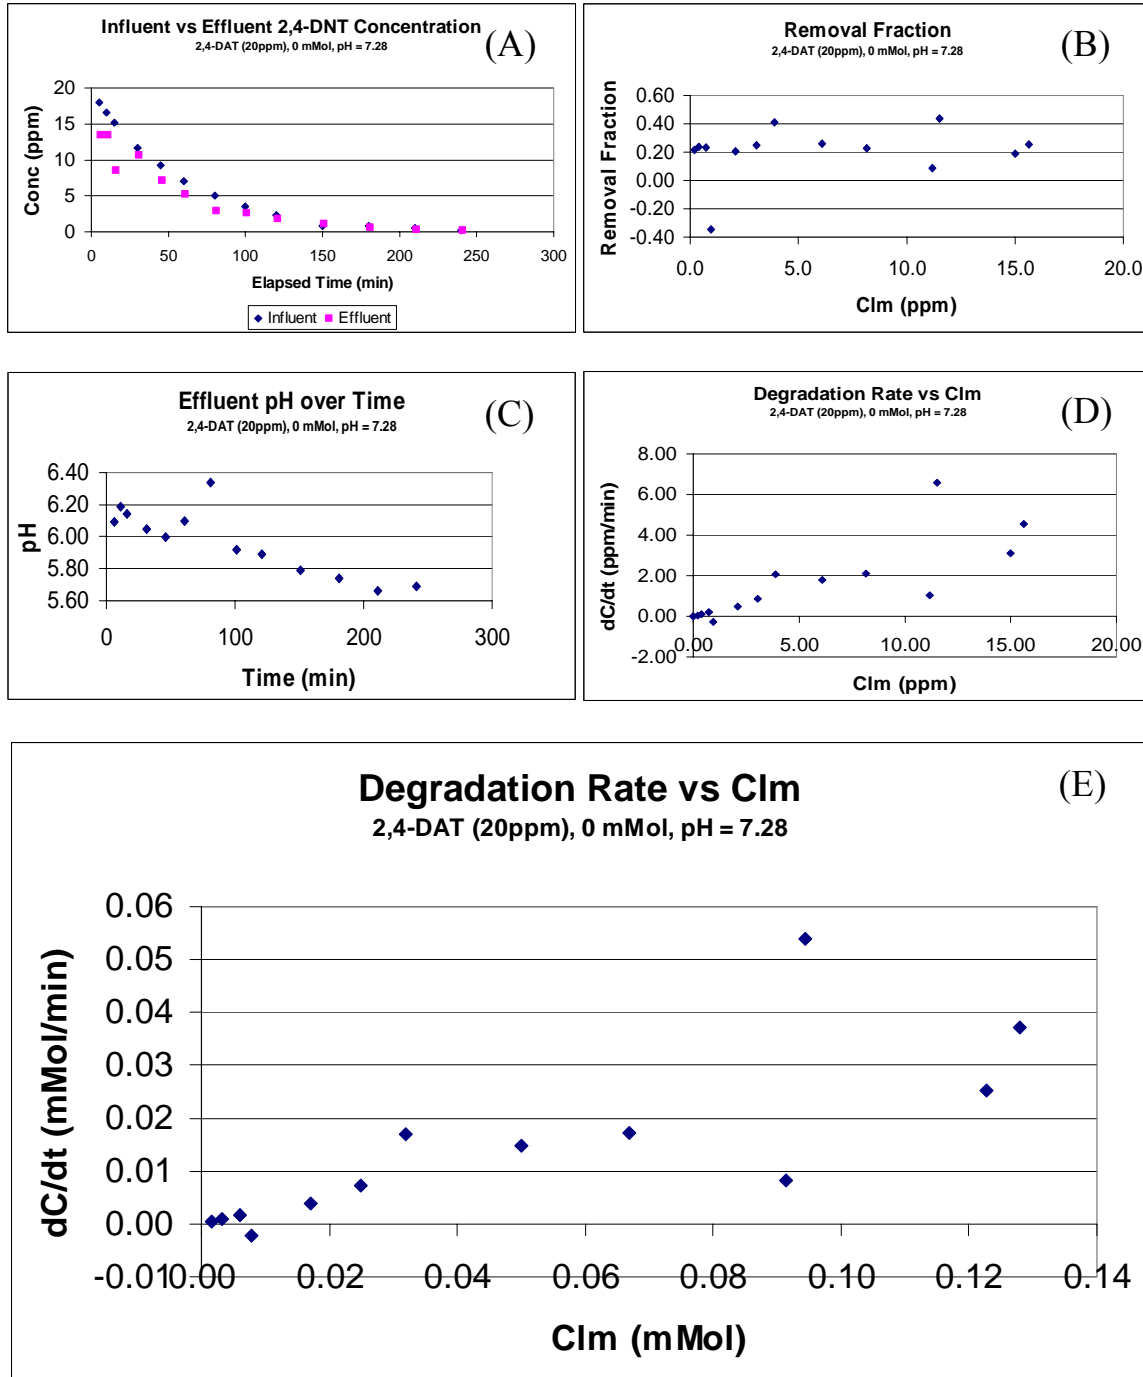 Influent vs Effluent 2,4-DNT Concentration
2,4-DAT (20ppm), 0 mMol, pH = 7.28
(A)
Conc (ppm)
20
15
10
5
0
0 50 100 150 200 250 300
Elapsed Time (min)
Influent Effluent
Removal Fraction
2,4-DAT (20ppm), 0 mMol, pH = 7.28
(B)
Removal Fraction
0.60
0.40
0.20
0.00
-0.20
-0.40
0.0 5.0 10.0 15.0 20.0
Clm (ppm)
Effluent pH over Time
2,4-DAT (20ppm), 0 mMol, pH = 7.28
(C)
pH
6.40
6.20
6.00
5.80
5.60
0 100 200 300
Time (min)
Degradation Rate vs Clm
2,4-DAT (20ppm), 0 mMol, pH = 7.28
(D)
dC/dt (ppm/min)
8.00
6.00
4.00
2.00
0.00
-2.00
0.00 5.00 10.00 15.00 20.00
Clm (ppm)
Degradation Rate vs Clm
2,4-DAT (20ppm), 0 mMol, pH = 7.28
(E)
dC/dt (mMol/min)
0.06
0.05
0.04
0.03
0.02
0.01
0.00
-0.01
0.00 0.02 0.04 0.06 0.08 0.10 0.12 0.14
Clm (mMol)